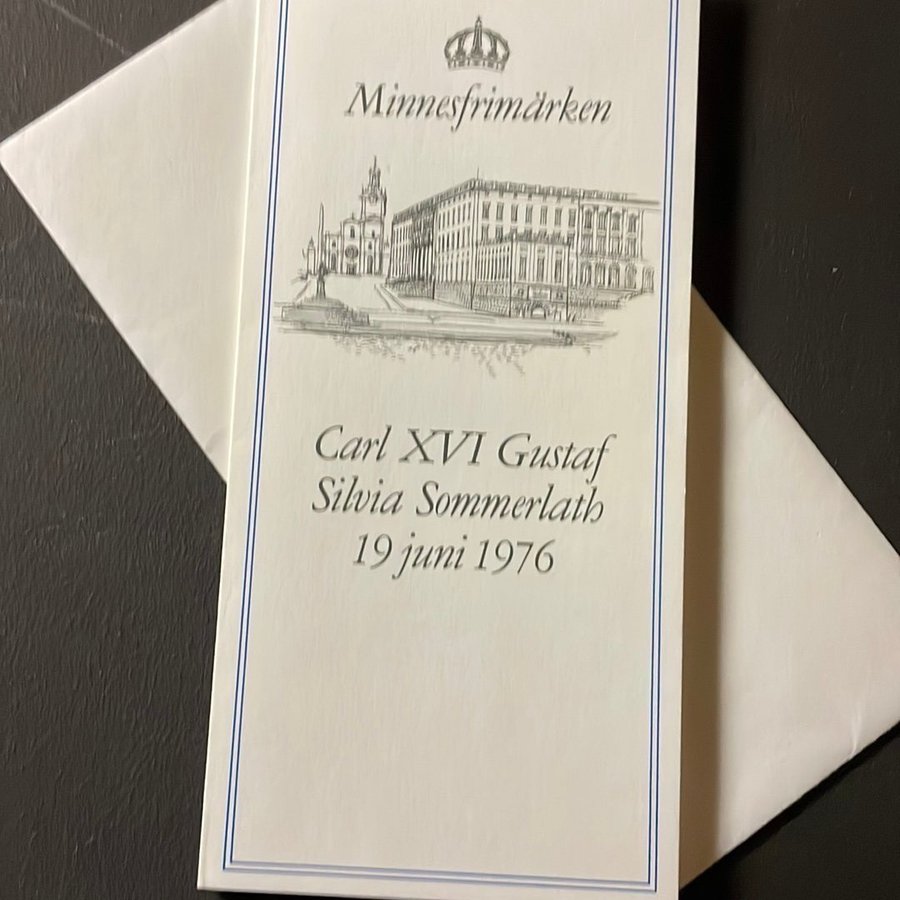 Minnesfrimärken
Carl XVI Gustaf
Silvia Sommerlath
19 juni 1976